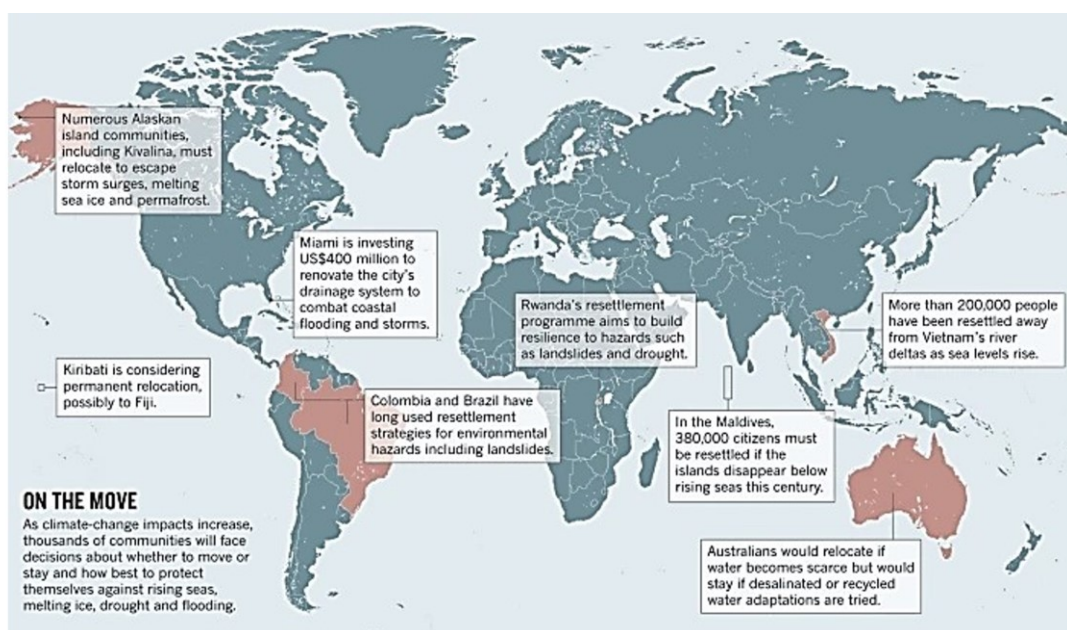 Numerous Alaskan
island communities,
including Kivalina, must
relocate to escape
storm surges, melting
sea ice and permafrost.
Miami is investing
US$400 million to
renovate the city's
drainage system to
combat coastal
flooding and storms.
Rwanda's resettlement
programme aims to build
resilience to hazards such
as landslides and drought.
More than 200,000 people
have been resettled away
from Vietnam's river
deltas as sea levels rise.
Kiribati is considering
permanent relocation,
possibly to Fiji.
Colombia and Brazil have
long used resettlement
strategies for environmental
hazards including landslides.
In the Maldives,
380,000 citizens must
be resettled if the
islands disappear below
rising seas this century.
ON THE MOVE
As climate-change impacts increase,
thousands of communities will face
decisions about whether to move or
stay and how best to protect
themselves against rising seas,
melting ice, drought and flooding.
Australians would relocate if
water becomes scarce but would
stay if desalinated or recycled
water adaptations are tried.